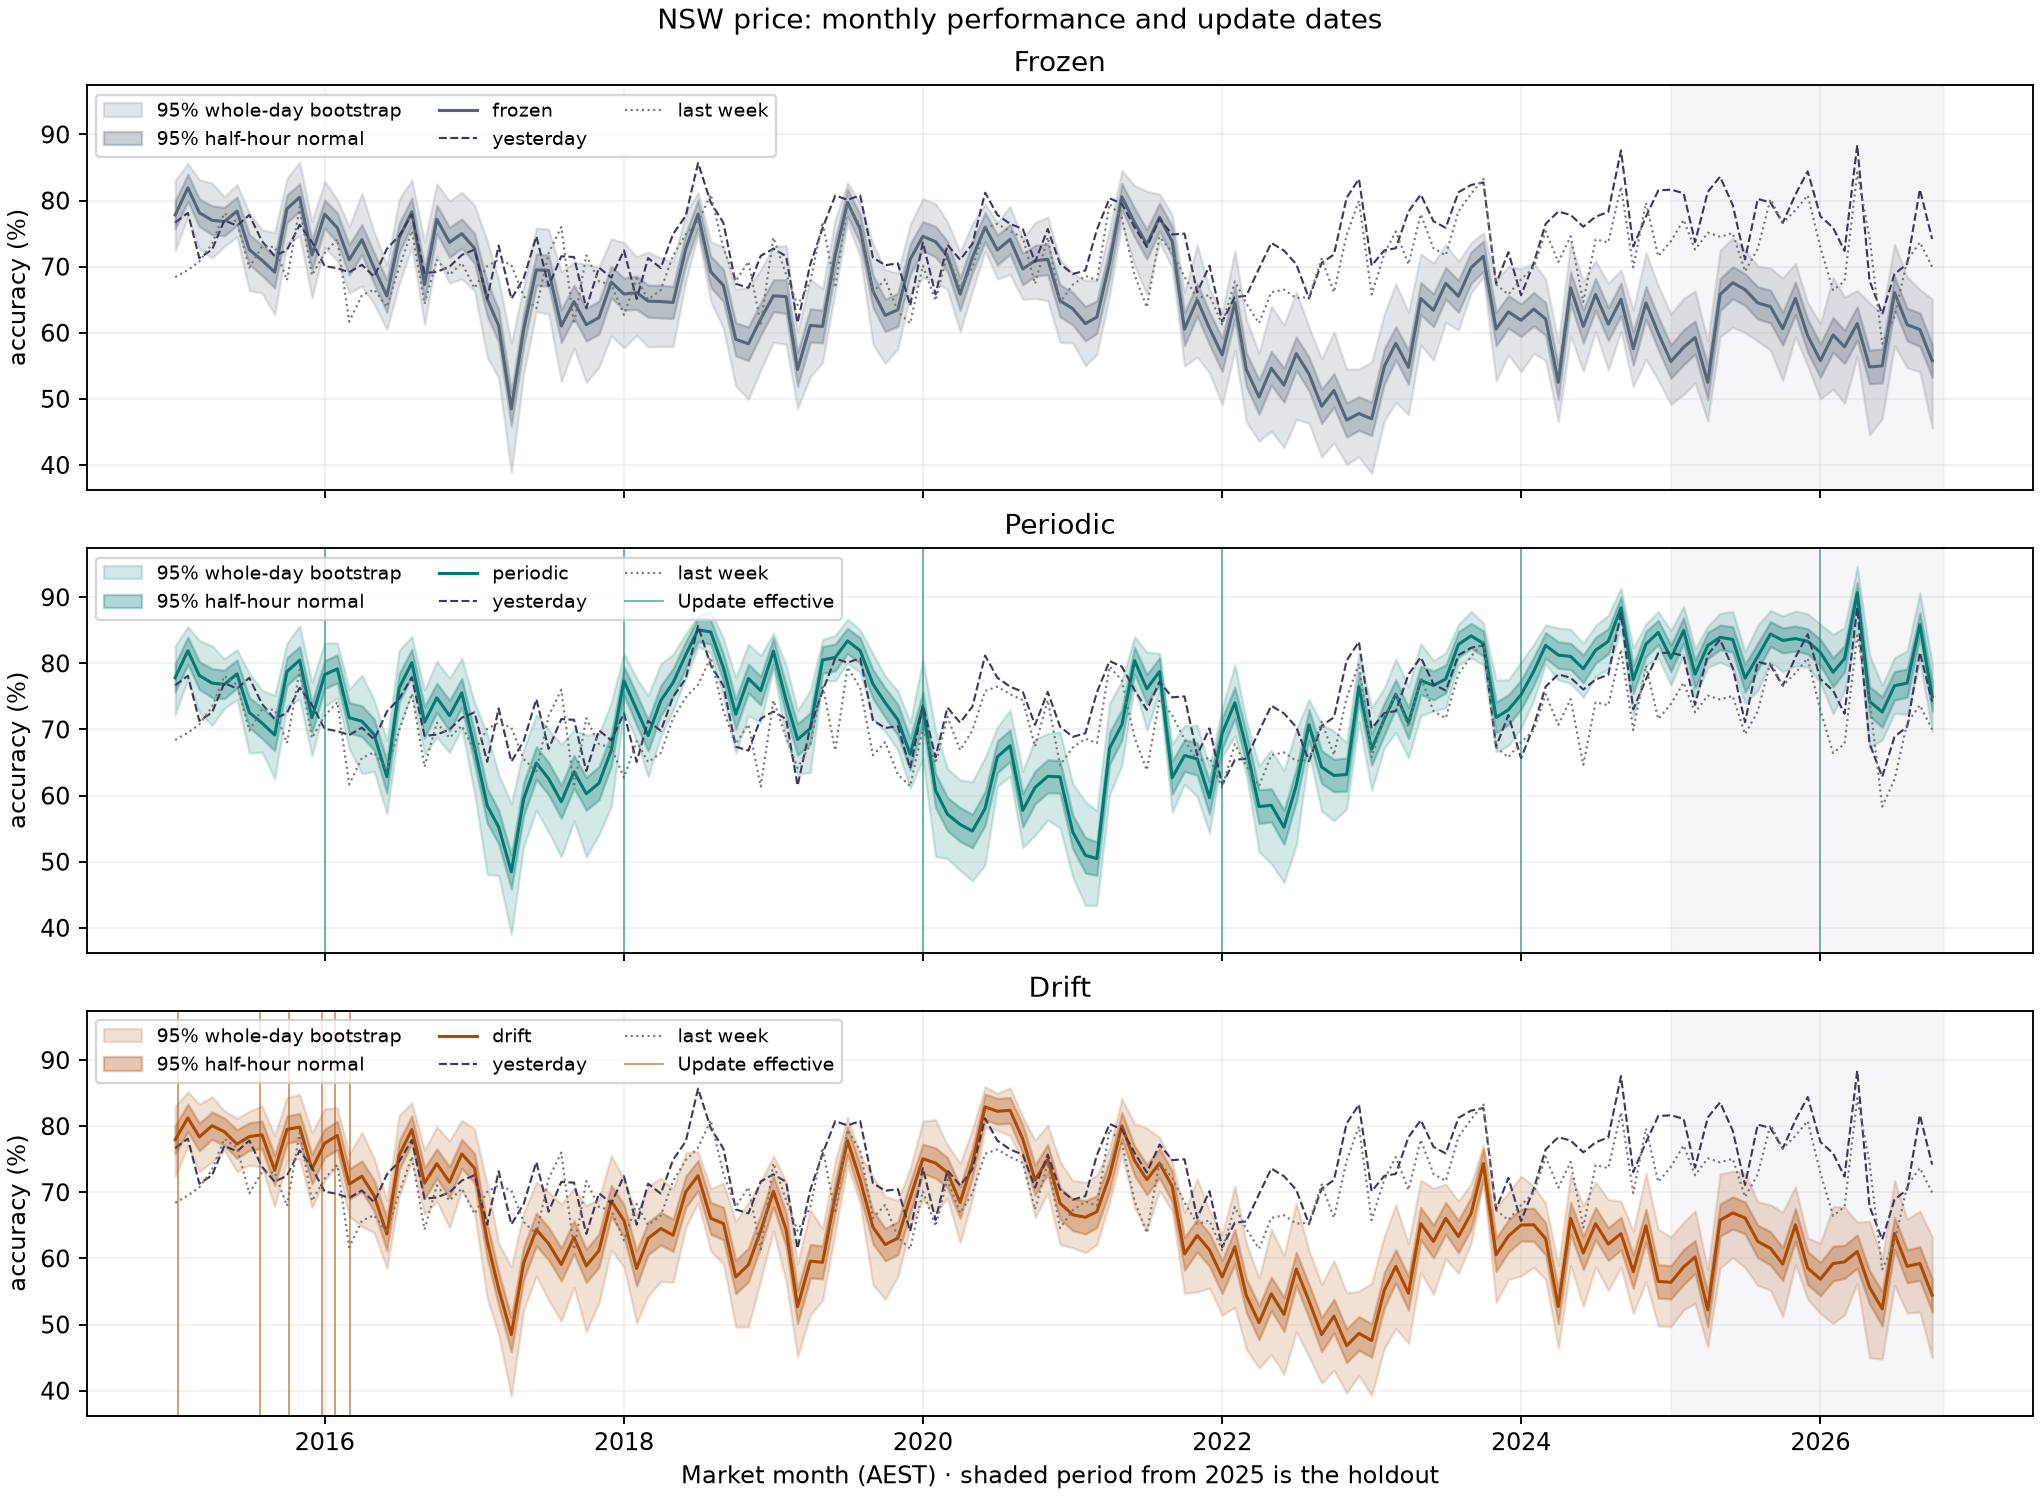 NSW price: monthly performance and update dates
Frozen
95% whole-day bootstrap
95% half-hour normal
frozen
yesterday
last week
accuracy (%)
90
80
70
60
50
40
Periodic
95% whole-day bootstrap
95% half-hour normal
periodic
yesterday
last week
Update effective
accuracy (%)
90
80
70
60
50
40
Drift
95% whole-day bootstrap
95% half-hour normal
drift
yesterday
last week
Update effective
accuracy (%)
90
80
70
60
50
40
2016 2018 2020 2022 2024 2026
Market month (AEST) · shaded period from 2025 is the holdout